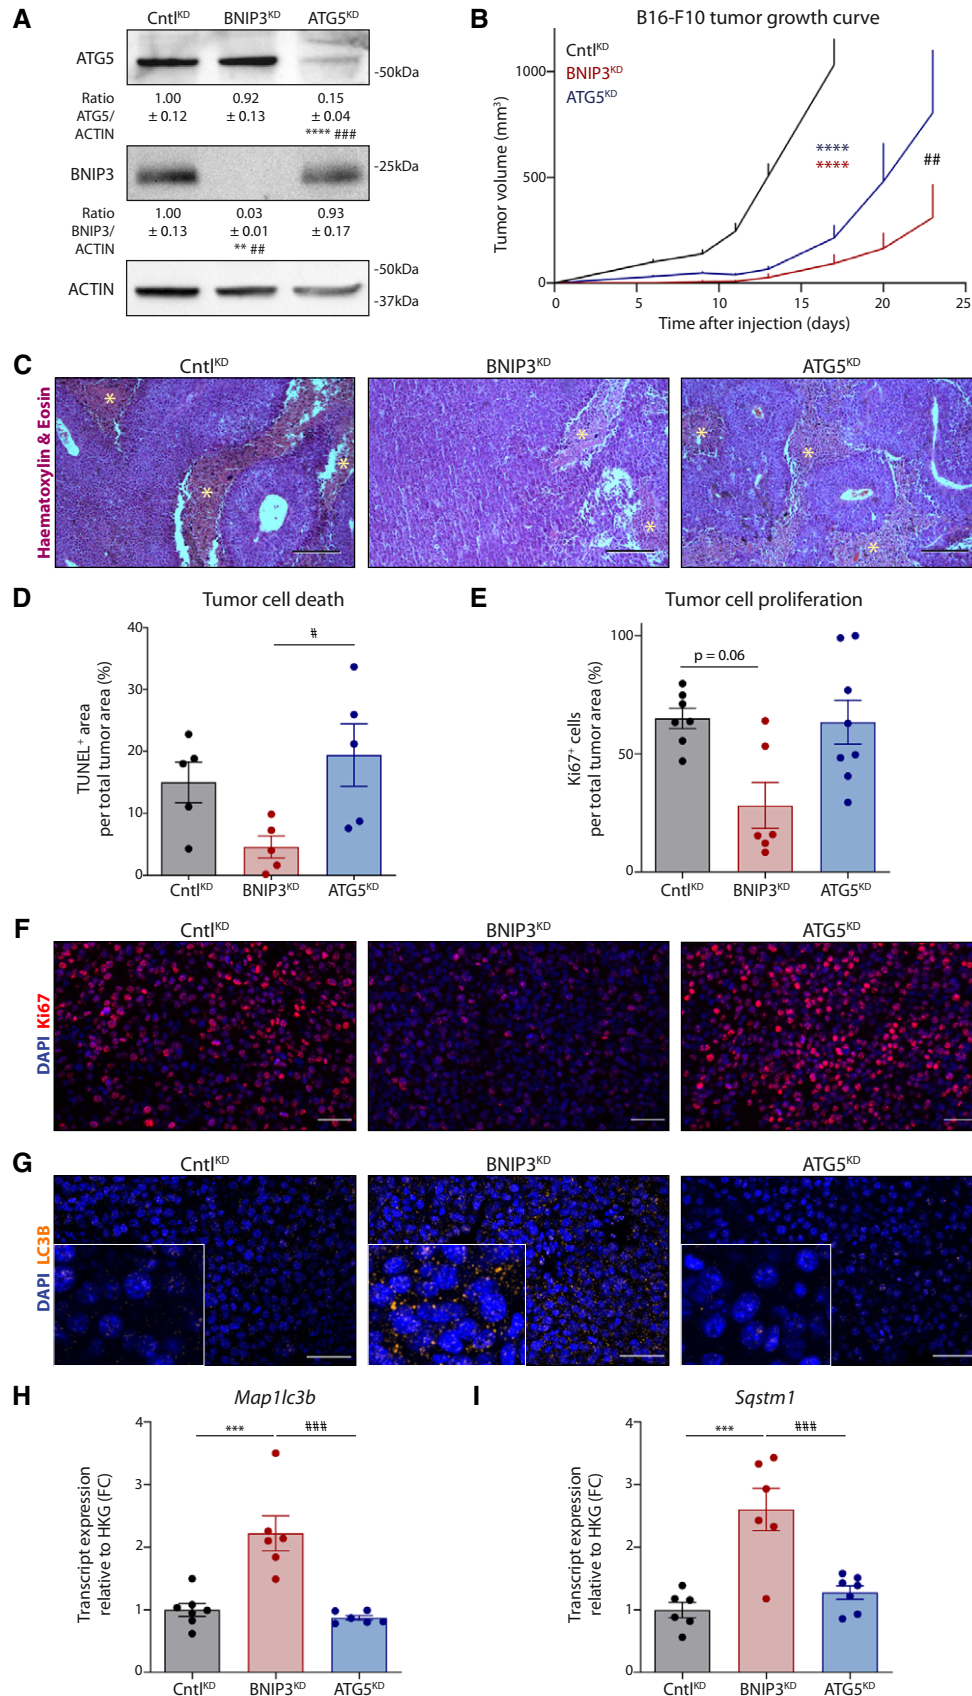 A
Cntl^KD BNIP3^KD ATG5^KD
ATG5
-50kDa
Ratio 1.00 0.92 0.15
ATG5/ ± 0.12 ± 0.13 ± 0.04
ACTIN **** ###
BNIP3
-25kDa
Ratio 1.00 0.03 0.93
BNIP3/ ± 0.13 ± 0.01 ± 0.17
ACTIN ** ##
ACTIN
-50kDa
-37kDa
B
B16-F10 tumor growth curve
Cntl^KD
BNIP3^KD
ATG5^KD
Tumor volume (mm³)
1000
500
0
****
****
##
0 5 10 15 20 25
Time after injection (days)
C
Cntl^KD BNIP3^KD ATG5^KD
Haematoxylin & Eosin
* * *
* *
* * *
D
Tumor cell death
TUNEL⁺ area
per total tumor area (%)
40
30
20
10
0
#
Cntl^KD BNIP3^KD ATG5^KD
E
Tumor cell proliferation
Ki67⁺ cells
per total tumor area (%)
100
50
0
p = 0.06
Cntl^KD BNIP3^KD ATG5^KD
F
Cntl^KD BNIP3^KD ATG5^KD
DAPI Ki67
G
Cntl^KD BNIP3^KD ATG5^KD
DAPI LC3B
H
Map1lc3b
Transcript expression
relative to HKG (FC)
4
3
2
1
0
*** ###
Cntl^KD BNIP3^KD ATG5^KD
I
Sqstm1
Transcript expression
relative to HKG (FC)
4
3
2
1
0
*** ###
Cntl^KD BNIP3^KD ATG5^KD